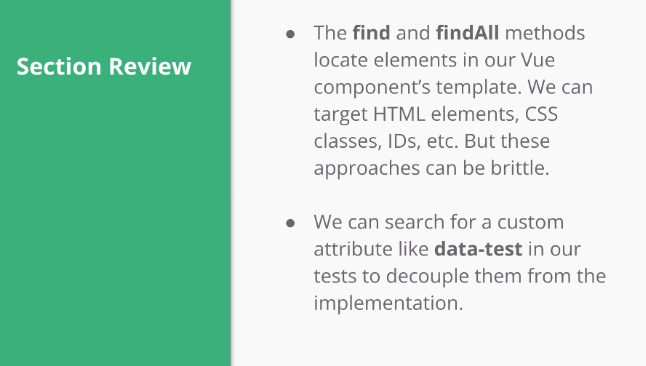 Section Review
● The find and findAll methods
locate elements in our Vue
component’s template. We can
target HTML elements, CSS
classes, IDs, etc. But these
approaches can be brittle.
● We can search for a custom
attribute like data-test in our
tests to decouple them from the
implementation.